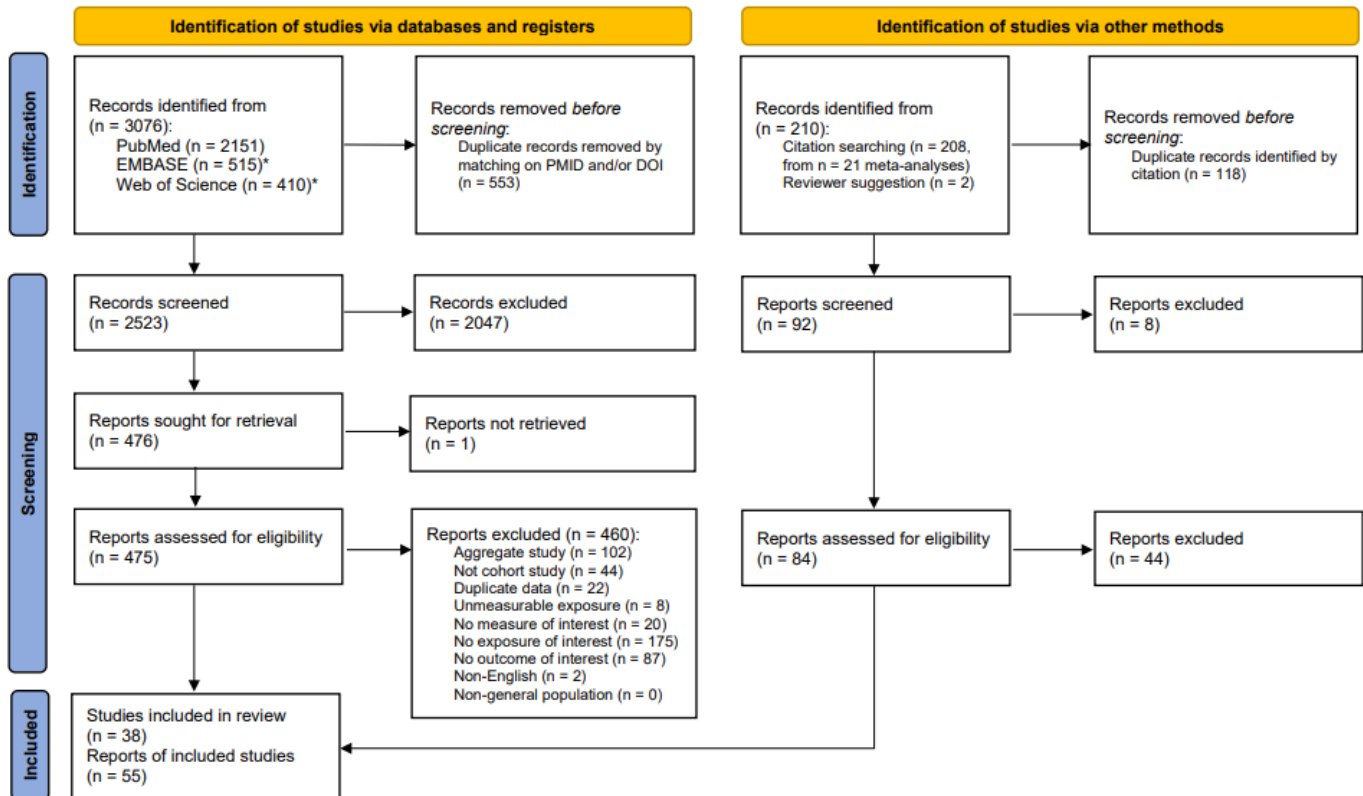 Identification of studies via databases and registers
Identification of studies via other methods
Identification
Records identified from
(n = 3076):
PubMed (n = 2151)
EMBASE (n = 515)*
Web of Science (n = 410)*
Records removed before
screening:
Duplicate records removed by
matching on PMID and/or DOI
(n = 553)
Records identified from
(n = 210):
Citation searching (n = 208,
from n = 21 meta-analyses)
Reviewer suggestion (n = 2)
Records removed before
screening:
Duplicate records identified by
citation (n = 118)
Screening
Records screened
(n = 2523)
Records excluded
(n = 2047)
Reports screened
(n = 92)
Reports excluded
(n = 8)
Reports sought for retrieval
(n = 476)
Reports not retrieved
(n = 1)
Reports assessed for eligibility
(n = 475)
Reports excluded (n = 460):
Aggregate study (n = 102)
Not cohort study (n = 44)
Duplicate data (n = 22)
Unmeasurable exposure (n = 8)
No measure of interest (n = 20)
No exposure of interest (n = 175)
No outcome of interest (n = 87)
Non-English (n = 2)
Non-general population (n = 0)
Reports assessed for eligibility
(n = 84)
Reports excluded
(n = 44)
Included
Studies included in review
(n = 38)
Reports of included studies
(n = 55)